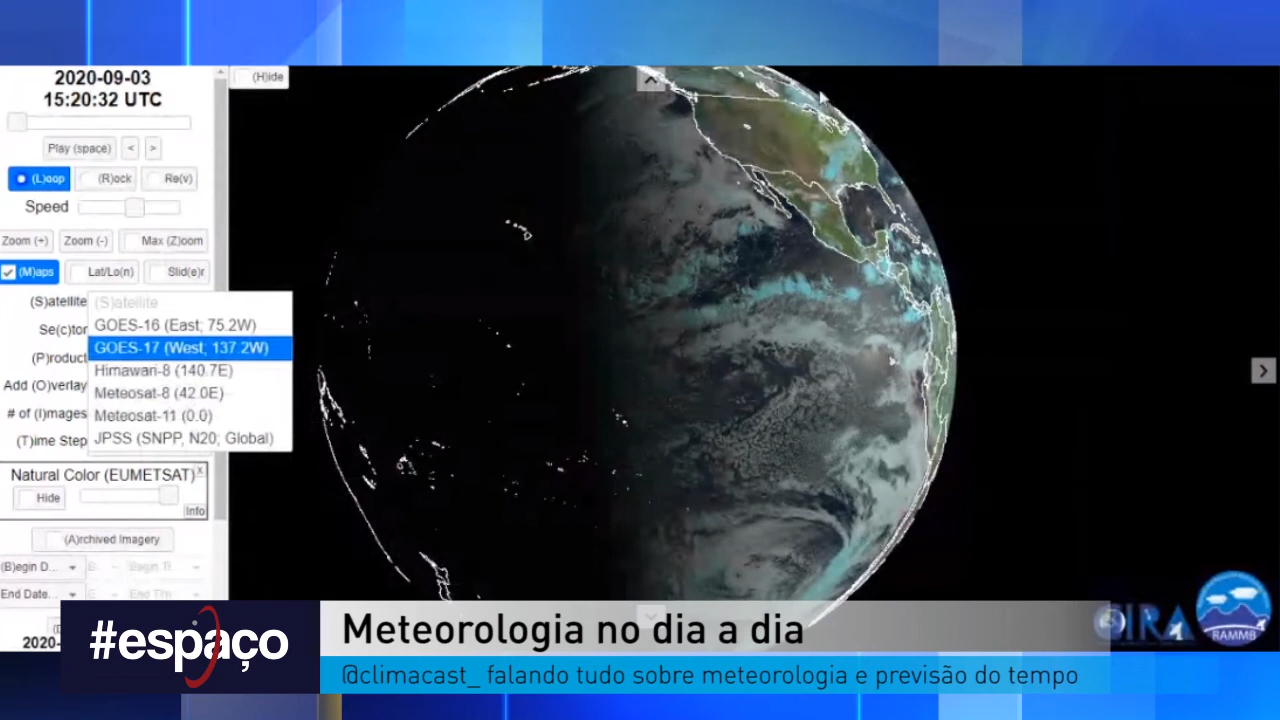 2020-09-03
15:20:32 UTC
(H)ide
Play (space) < >
(L)oop (R)ock Re(v)
Speed
Zoom (+) Zoom (-) Max (Z)oom
(M)aps Lat/Lo(n) Slid(e)r
(S)atellite (S)atellite
GOES-16 (East; 75.2W)
Se(c)tor
GOES-17 (West; 137.2W)
(P)roduct
Himawari-8 (140.7E)
Add (O)verlay
Meteosat-8 (42.0E)
# of (I)mages
Meteosat-11 (0.0)
(T)ime Step
JPSS (SNPP, N20; Global)
Natural Color (EUMETSAT) x
Hide
Info
(A)rchived Imagery
(B)egin D...
End Date...
2020-
#espaço
Meteorologia no dia a dia
@climacast_ falando tudo sobre meteorologia e previsão do tempo
CIRA
RAMMB